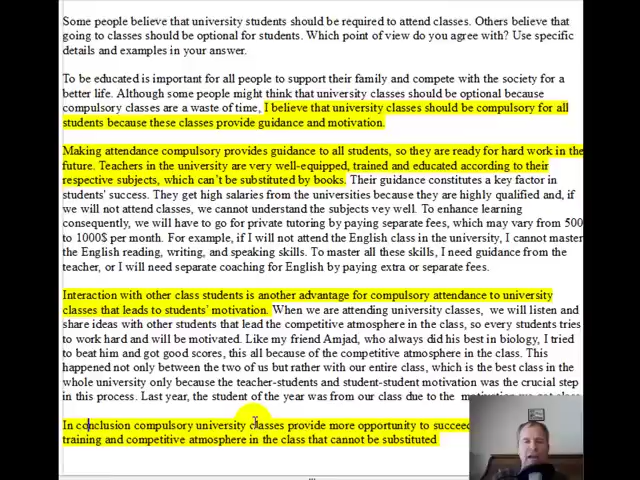 Some people believe that university students should be required to attend classes. Others believe that
going to classes should be optional for students. Which point of view do you agree with? Use specific
details and examples in your answer.
To be educated is important for all people to support their family and compete with the society for a
better life. Although some people might think that university classes should be optional because
compulsory classes are a waste of time, I believe that university classes should be compulsory for all
students because these classes provide guidance and motivation.
Making attendance compulsory provides guidance to all students, so they are ready for hard work in the
future. Teachers in the university are very well-equipped, trained and educated according to their
respective subjects, which can't be substituted by books. Their guidance constitutes a key factor in
students' success. They get high salaries from the universities because they are highly qualified and, if
we will not attend classes, we cannot understand the subjects vey well. To enhance learning
consequently, we will have to go for private tutoring by paying separate fees, which may vary from 500
to 1000$ per month. For example, if I will not attend the English class in the university, I cannot master
the English reading, writing, and speaking skills. To master all these skills, I need guidance from the
teacher, or I will need separate coaching for English by paying extra or separate fees.
Interaction with other class students is another advantage for compulsory attendance to university
classes that leads to students' motivation. When we are attending university classes, we will listen and
share ideas with other students that lead the competitive atmosphere in the class, so every student tries
to work hard and will be motivated. Like my friend Amjad, who always did his best in biology, I tried
to beat him and got good scores, this all because of the competitive atmosphere in the class. This
happened not only between the two of us but rather with our entire class, which is the best class in the
whole university only because the teacher-students and student-student motivation was the crucial step
in this process. Last year, the student of the year was from our class due to the
In conclusion compulsory university classes provide more opportunity to succeed
training and competitive atmosphere in the class that cannot be substituted